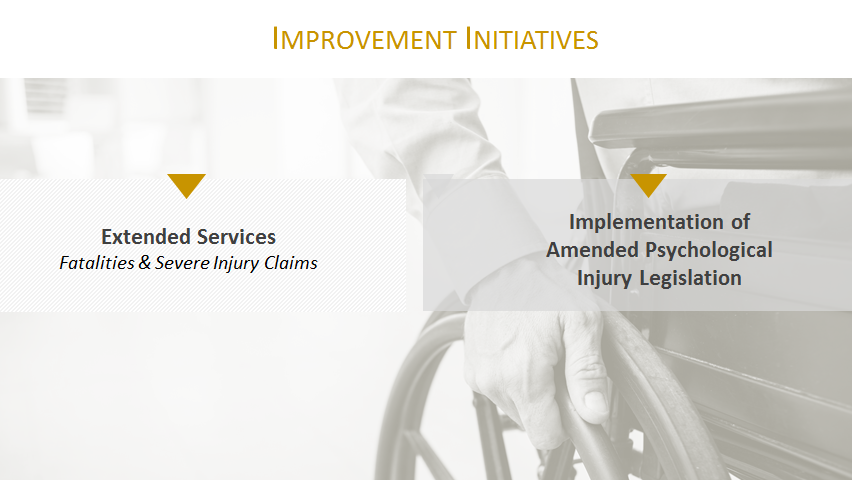 IMPROVEMENT INITIATIVES
Extended Services
Fatalities & Severe Injury Claims
Implementation of
Amended Psychological
Injury Legislation